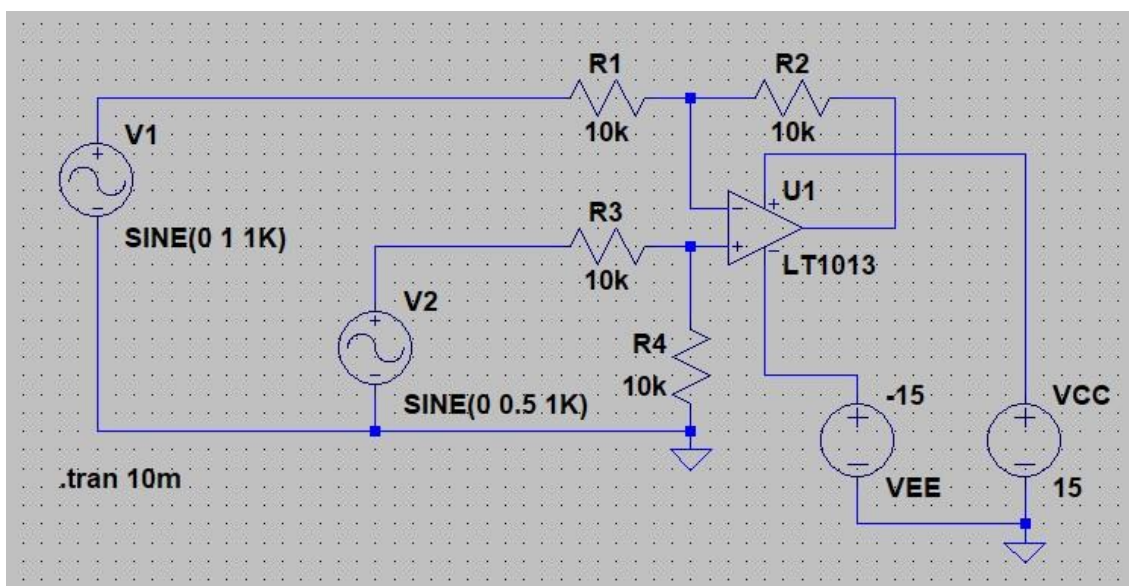 R1
R2
10k
10k
V1
SINE(0 1 1K)
U1
R3
10k
LT1013
V2
SINE(0 0.5 1K)
R4
10k
-15
VCC
VEE
15
.tran 10m